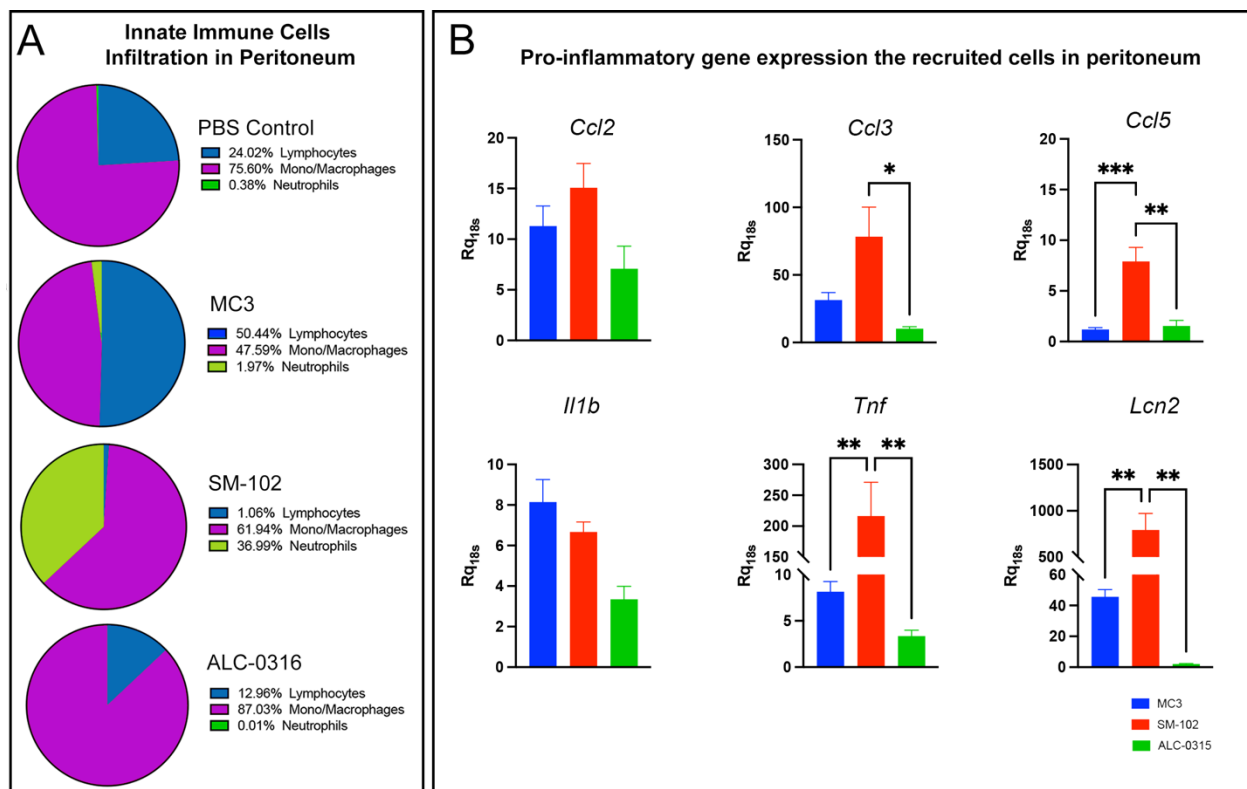 A
Innate Immune Cells
Infiltration in Peritoneum
PBS Control
24.02% Lymphocytes
75.60% Mono/Macrophages
0.38% Neutrophils
MC3
50.44% Lymphocytes
47.59% Mono/Macrophages
1.97% Neutrophils
SM-102
1.06% Lymphocytes
61.94% Mono/Macrophages
36.99% Neutrophils
ALC-0316
12.96% Lymphocytes
87.03% Mono/Macrophages
0.01% Neutrophils
B
Pro-inflammatory gene expression the recruited cells in peritoneum
Ccl2
20
15
10
5
0
Rq18s
Ccl3
150
100
50
0
Rq18s
*
Ccl5
20
15
10
5
0
Rq18s
***
**
Il1b
10
8
6
4
2
0
Rq18s
Tnf
300
250
200
150
10
5
0
Rq18s
**
**
Lcn2
1500
1000
500
60
40
20
0
Rq18s
**
**
MC3
SM-102
ALC-0315